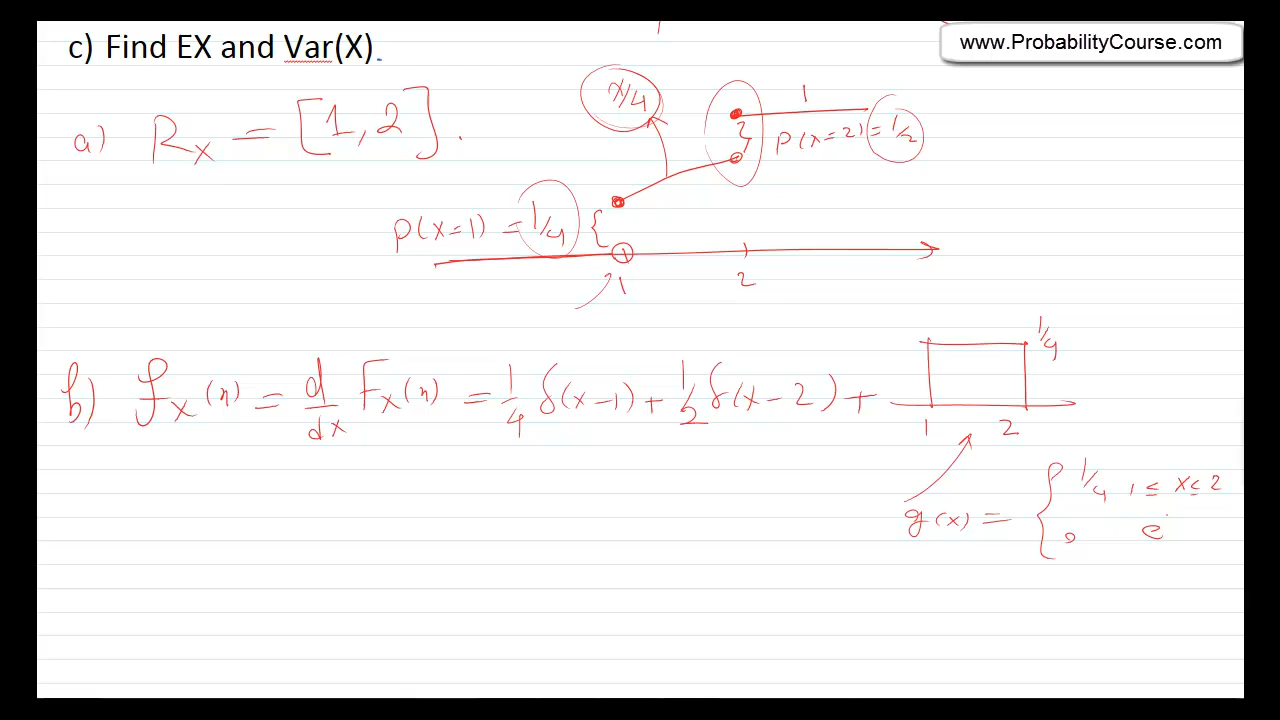 c) Find EX and Var(X).
www.ProbabilityCourse.com
a) R_X = [1,2].
x/4
1
P(X=2) = 1/2
P(X=1) = 1/4
1
2
b) f_X(x) = d/dx F_X(x) = 1/4 δ(x-1) + 1/2 δ(x-2) +
1/4
1 2
g(x) = { 1/4 1 ≤ x ≤ 2
0 e